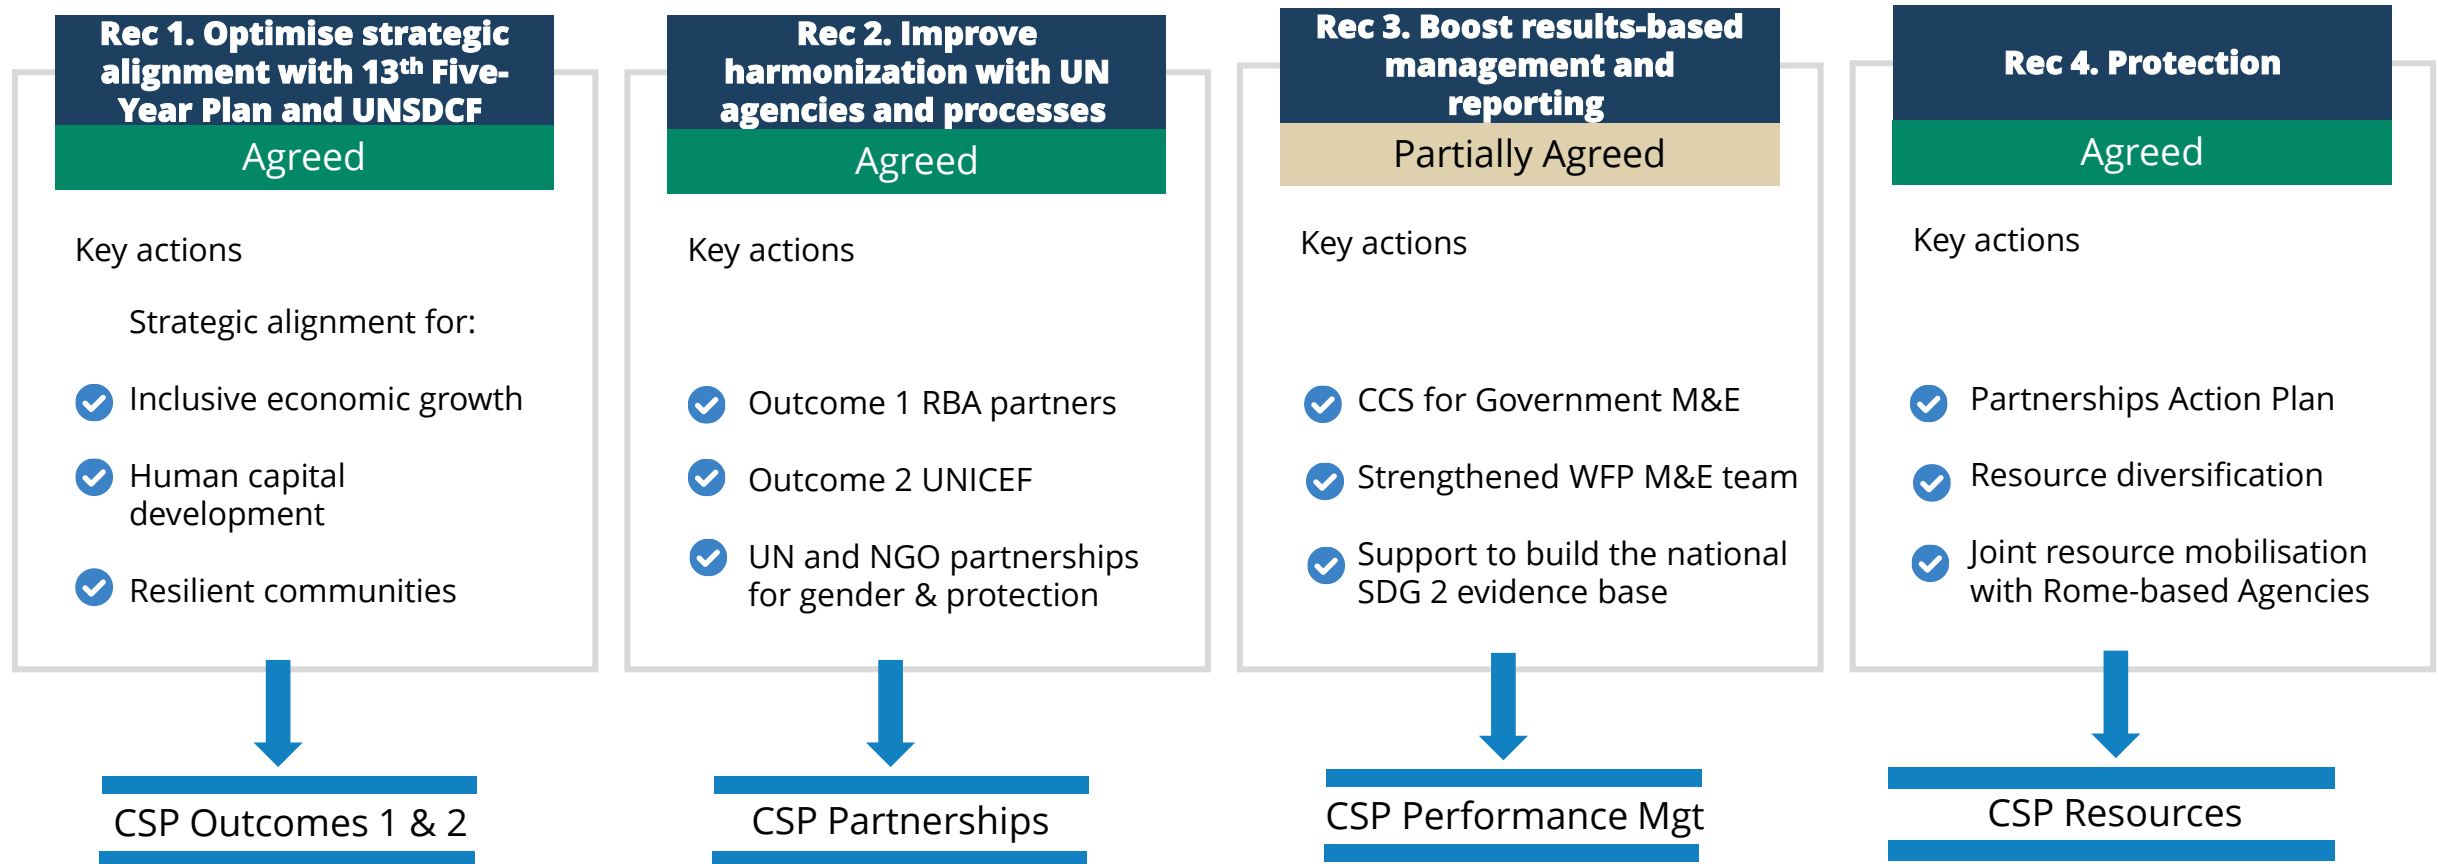 Rec 1. Optimise strategic
alignment with 13th Five-
Year Plan and UNSDCF
Agreed
Key actions
Strategic alignment for:
Inclusive economic growth
Human capital
development
Resilient communities
CSP Outcomes 1 & 2
Rec 2. Improve
harmonization with UN
agencies and processes
Agreed
Key actions
Outcome 1 RBA partners
Outcome 2 UNICEF
UN and NGO partnerships
for gender & protection
CSP Partnerships
Rec 3. Boost results-based
management and
reporting
Partially Agreed
Key actions
CCS for Government M&E
Strengthened WFP M&E team
Support to build the national
SDG 2 evidence base
CSP Performance Mgt
Rec 4. Protection
Agreed
Key actions
Partnerships Action Plan
Resource diversification
Joint resource mobilisation
with Rome-based Agencies
CSP Resources